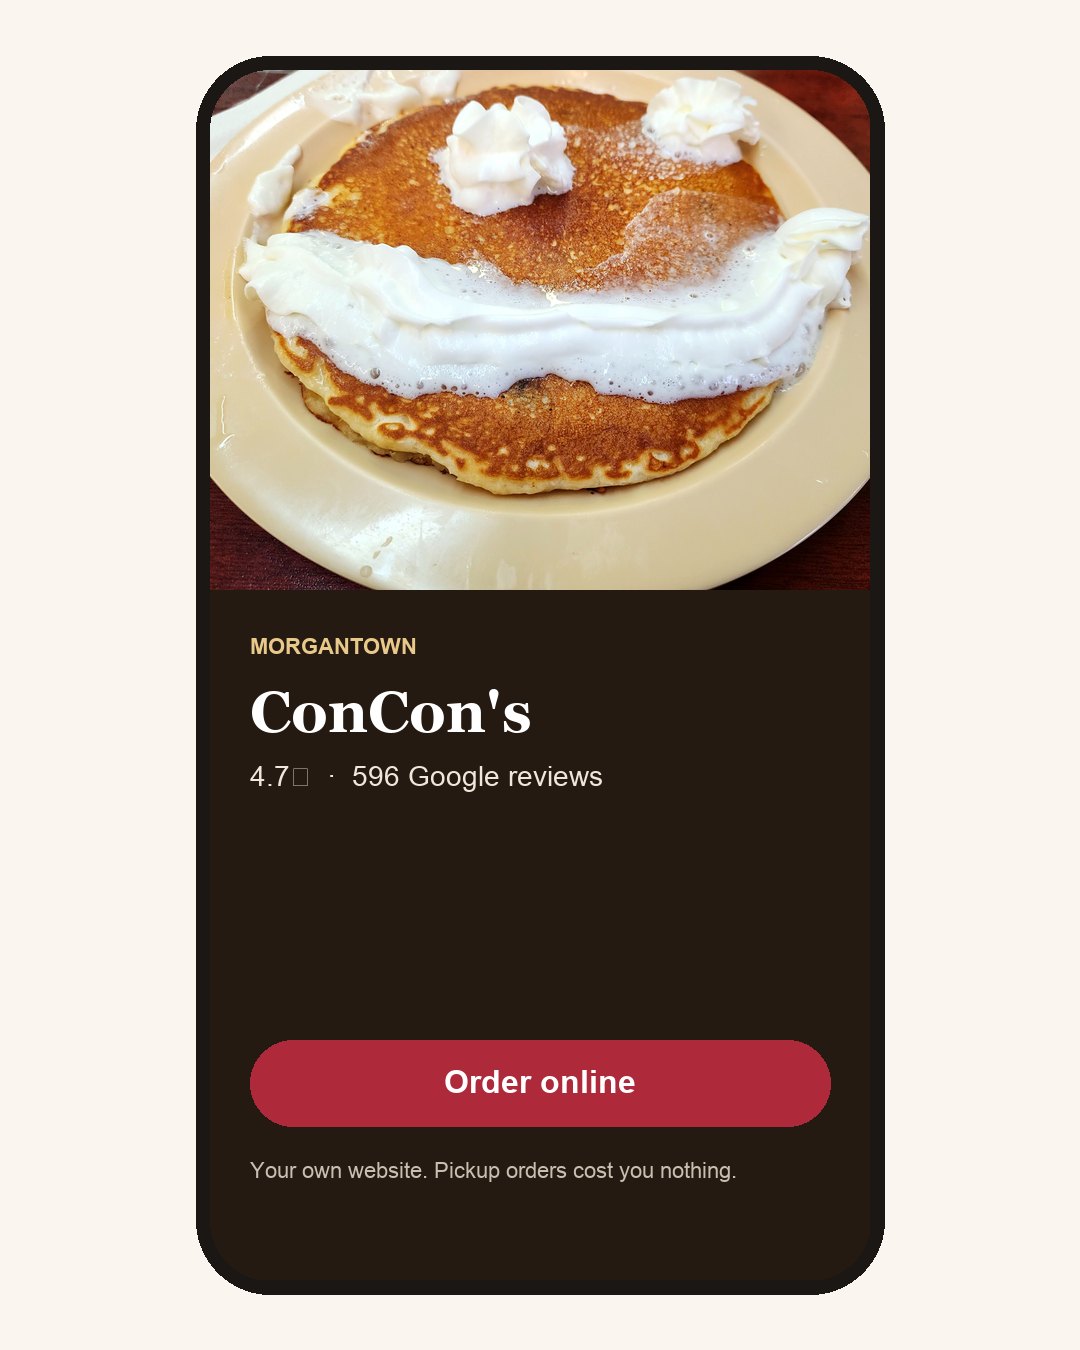 MORGANTOWN
ConCon's
4.7□ · 596 Google reviews
Order online
Your own website. Pickup orders cost you nothing.